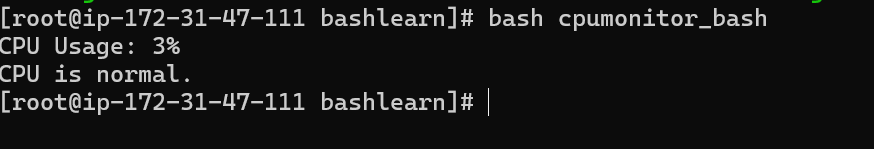 [root@ip-172-31-47-111 bashlearn]# bash cpumonitor_bash
CPU Usage: 3%
CPU is normal.
[root@ip-172-31-47-111 bashlearn]#